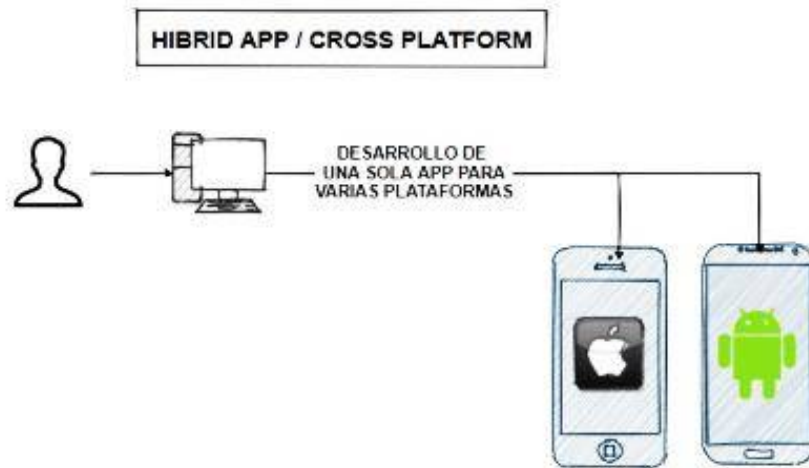 HIBRID APP / CROSS PLATFORM
DESARROLLO DE
UNA SOLA APP PARA
VARIAS PLATAFORMAS